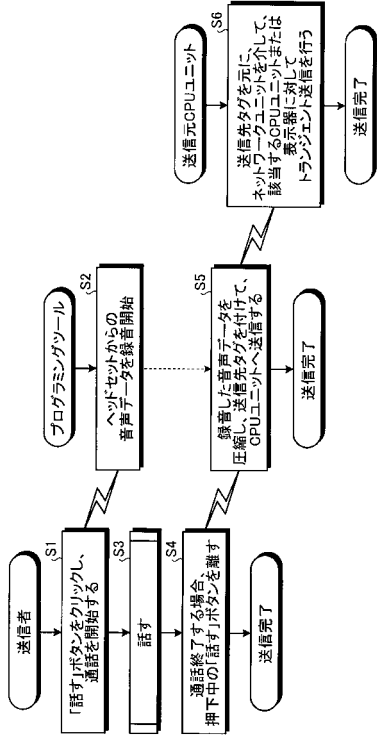 送信者
S1
「話す」ボタンをクリックし、
通話を開始する
S3
話す
S4
通話終了する場合、
押下中の「話す」ボタンを離す
送信完了
プログラミングツール
S2
ヘッドセットからの
音声データを録音開始
S5
録音した音声データを
圧縮し、送信先タグを付けて、
CPUユニットへ送信する
送信完了
送信元CPUユニット
S6
送信先タグを元に、
ネットワークユニットを介して、
該当するCPUユニットまたは
表示器に対して
トランジェント送信を行う
送信完了